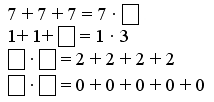 7 + 7 + 7 = 7 · □
1+ 1+ □ = 1 · 3
□ · □ = 2 + 2 + 2 + 2
□ · □ = 0 + 0 + 0 + 0 + 0